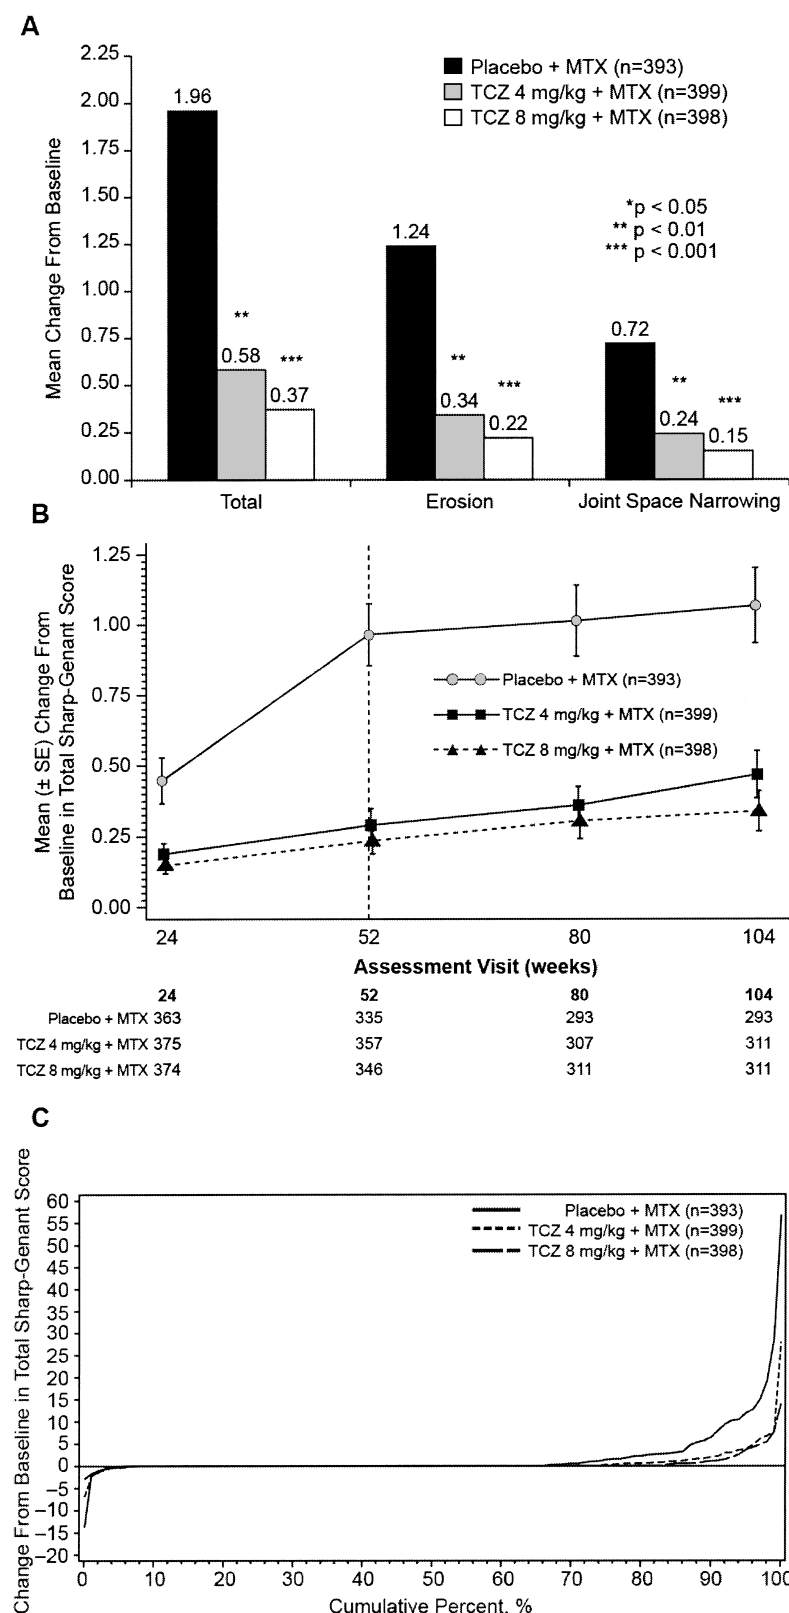 A
Mean Change From Baseline
2.25
2.00
1.75
1.50
1.25
1.00
0.75
0.50
0.25
0.00
Placebo + MTX (n=393)
TCZ 4 mg/kg + MTX (n=399)
TCZ 8 mg/kg + MTX (n=398)
*p < 0.05
** p < 0.01
*** p < 0.001
1.96
**
0.58
***
0.37
1.24
**
0.34
***
0.22
0.72
**
0.24
***
0.15
Total Erosion Joint Space Narrowing
B
Mean (± SE) Change From
Baseline in Total Sharp-Genant Score
1.25
1.00
0.75
0.50
0.25
0.00
Placebo + MTX (n=393)
TCZ 4 mg/kg + MTX (n=399)
TCZ 8 mg/kg + MTX (n=398)
24 52 80 104
Assessment Visit (weeks)
24 52 80 104
Placebo + MTX 363 335 293 293
TCZ 4 mg/kg + MTX 375 357 307 311
TCZ 8 mg/kg + MTX 374 346 311 311
C
Change From Baseline in Total Sharp-Genant Score
60
55
50
45
40
35
30
25
20
15
10
5
0
−5
−10
−15
−20
Placebo + MTX (n=393)
TCZ 4 mg/kg + MTX (n=399)
TCZ 8 mg/kg + MTX (n=398)
0 10 20 30 40 50 60 70 80 90 100
Cumulative Percent, %